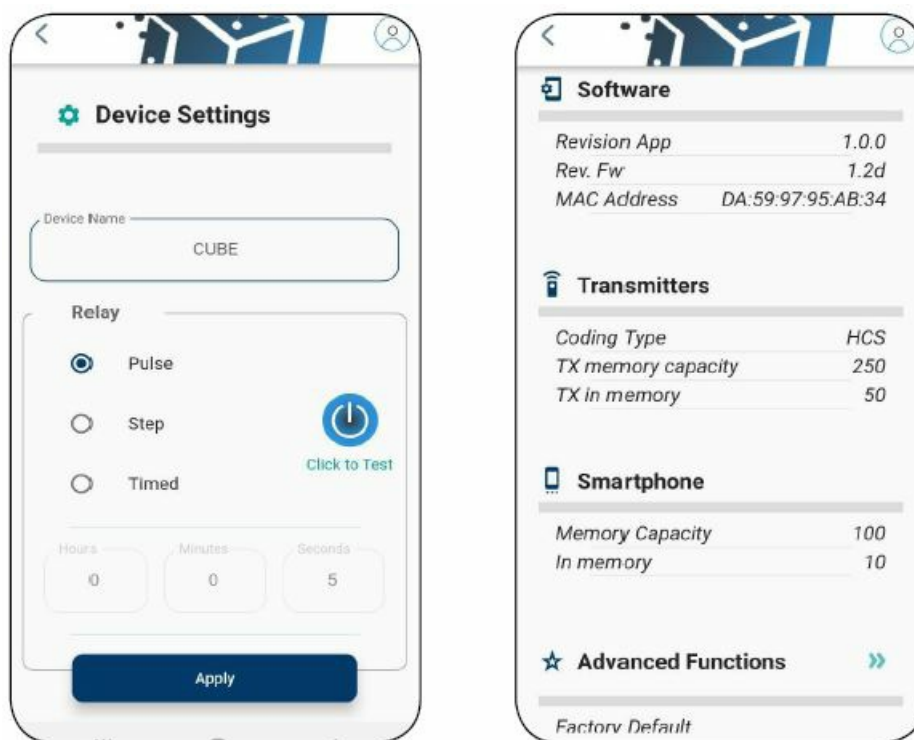 Device Settings
Device Name
CUBE
Relay
Pulse
Step
Timed
Click to Test
Hours
Minutes
Seconds
0
0
5
Apply
Software
Revision App 1.0.0
Rev. Fw 1.2d
MAC Address DA:59:97:95:AB:34
Transmitters
Coding Type HCS
TX memory capacity 250
TX in memory 50
Smartphone
Memory Capacity 100
In memory 10
Advanced Functions
Factory Default